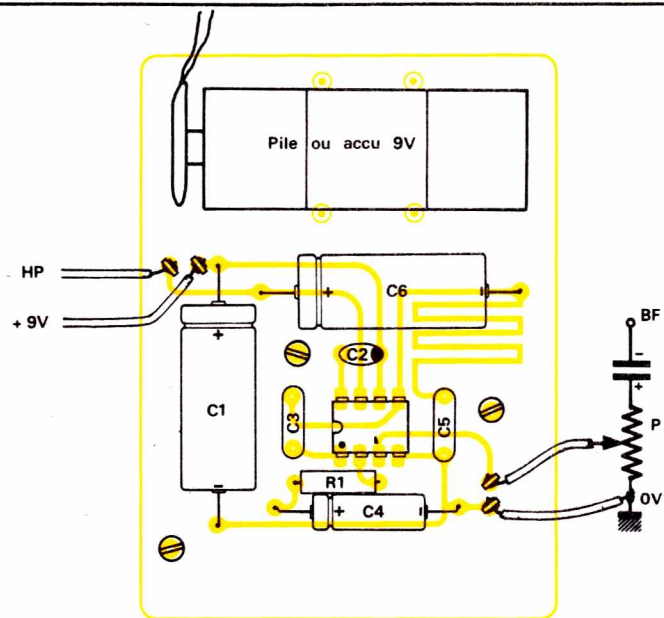 Pile ou accu 9V
HP
+ 9V
+
C6
−
C2
BF
−
+
P
0V
+
C1
−
C3
C5
R1
+
C4
−